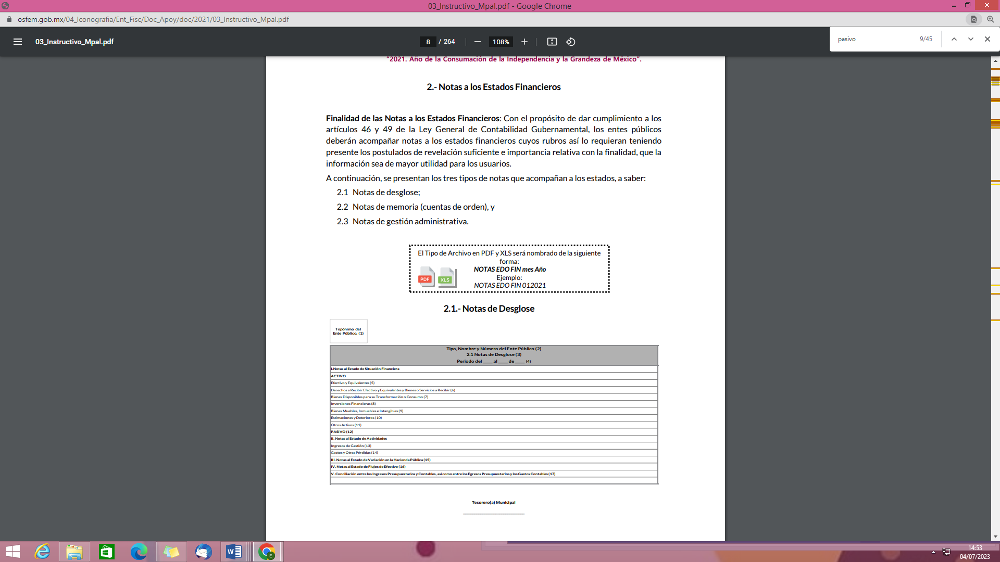 03_Instructivo_Mpal.pdf - Google Chrome
osfem.gob.mx/04_Iconografia/Ent_Fisc/Doc_Apoy/doc/2021/03_Instructivo_Mpal.pdf
03_Instructivo_Mpal.pdf
8 / 264
108%
pasivo
9/45
"2021. Año de la Consumación de la Independencia y la Grandeza de México".
2.- Notas a los Estados Financieros
Finalidad de las Notas a los Estados Financieros: Con el propósito de dar cumplimiento a los
artículos 46 y 49 de la Ley General de Contabilidad Gubernamental, los entes públicos
deberán acompañar notas a los estados financieros cuyos rubros así lo requieran teniendo
presente los postulados de revelación suficiente e importancia relativa con la finalidad, que la
información sea de mayor utilidad para los usuarios.
A continuación, se presentan los tres tipos de notas que acompañan a los estados, a saber:
2.1 Notas de desglose;
2.2 Notas de memoria (cuentas de orden), y
2.3 Notas de gestión administrativa.
El Tipo de Archivo en PDF y XLS será nombrado de la siguiente
forma:
NOTAS EDO FIN mes Año
Ejemplo:
NOTAS EDO FIN 012021
PDF
XLS
2.1.- Notas de Desglose
Topónimo del
Ente Público. (1)
Tipo, Nombre y Número del Ente Público (2)
2.1 Notas de Desglose (3)
Periodo del ____ al ____ de ____ (4)
I.Notas al Estado de Situación Financiera
ACTIVO
Efectivo y Equivalentes (5)
Derechos a Recibir Efectivo y Equivalentes y Bienes o Servicios a Recibir (6)
Bienes Disponibles para su Transformación o Consumo (7)
Inversiones Financieras (8)
Bienes Muebles, Inmuebles e Intangibles (9)
Estimaciones y Deterioros (10)
Otros Activos (11)
PASIVO (12)
II. Notas al Estado de Actividades
Ingresos de Gestión (13)
Gastos y Otras Pérdidas (14)
III. Notas al Estado de Variación en la Hacienda Pública (15)
IV. Notas al Estado de Flujos de Efectivo (16)
V. Conciliación entre los Ingresos Presupuestarios y Contables, así como entre los Egresos Presupuestarios y los Gastos Contables (17)
Tesorero(a) Municipal
E
14:53
04/07/2023